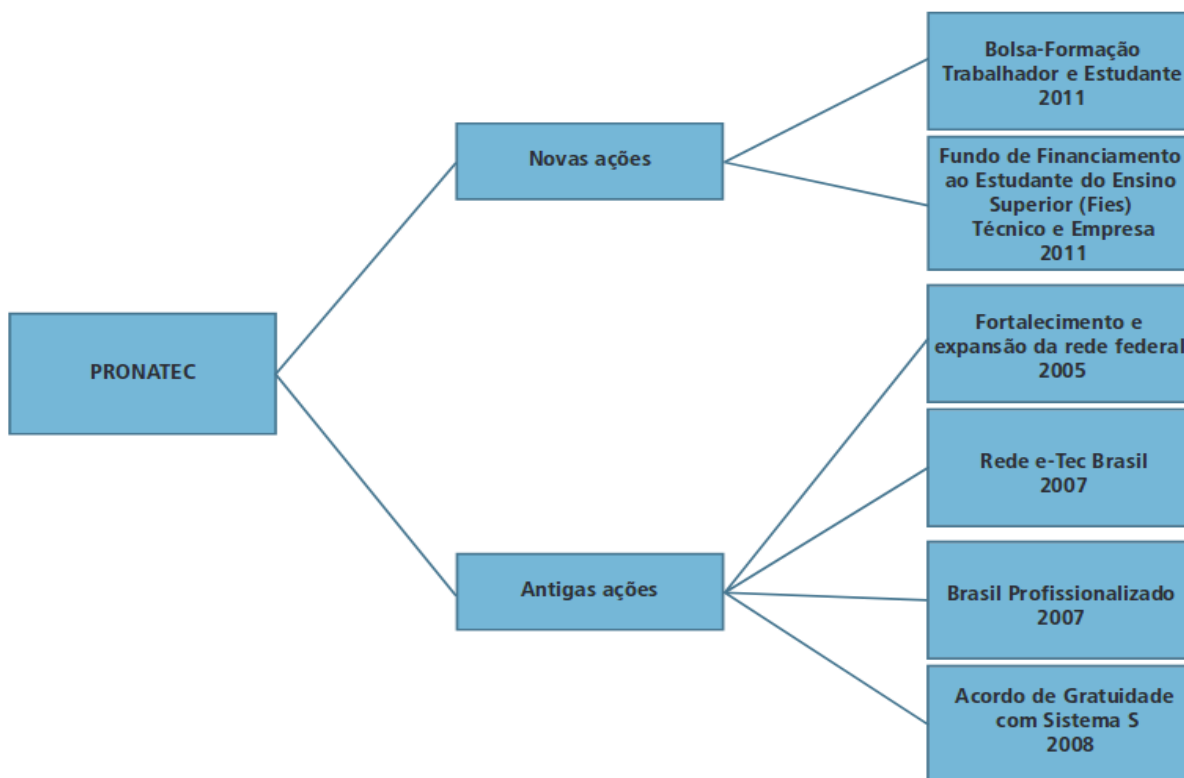 PRONATEC
Novas ações
Antigas ações
Bolsa-Formação
Trabalhador e Estudante
2011
Fundo de Financiamento
ao Estudante do Ensino
Superior (Fies)
Técnico e Empresa
2011
Fortalecimento e
expansão da rede federal
2005
Rede e-Tec Brasil
2007
Brasil Profissionalizado
2007
Acordo de Gratuidade
com Sistema S
2008